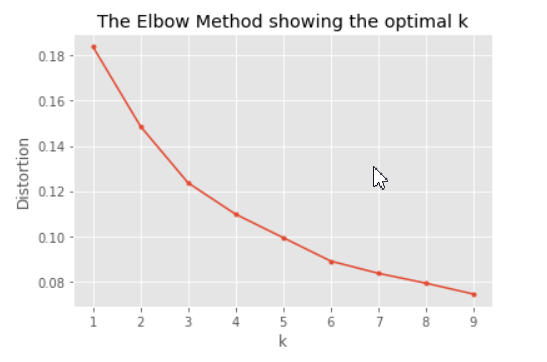 The Elbow Method showing the optimal k
0.18
0.16
0.14
0.12
0.10
0.08
Distortion
1 2 3 4 5 6 7 8 9
k